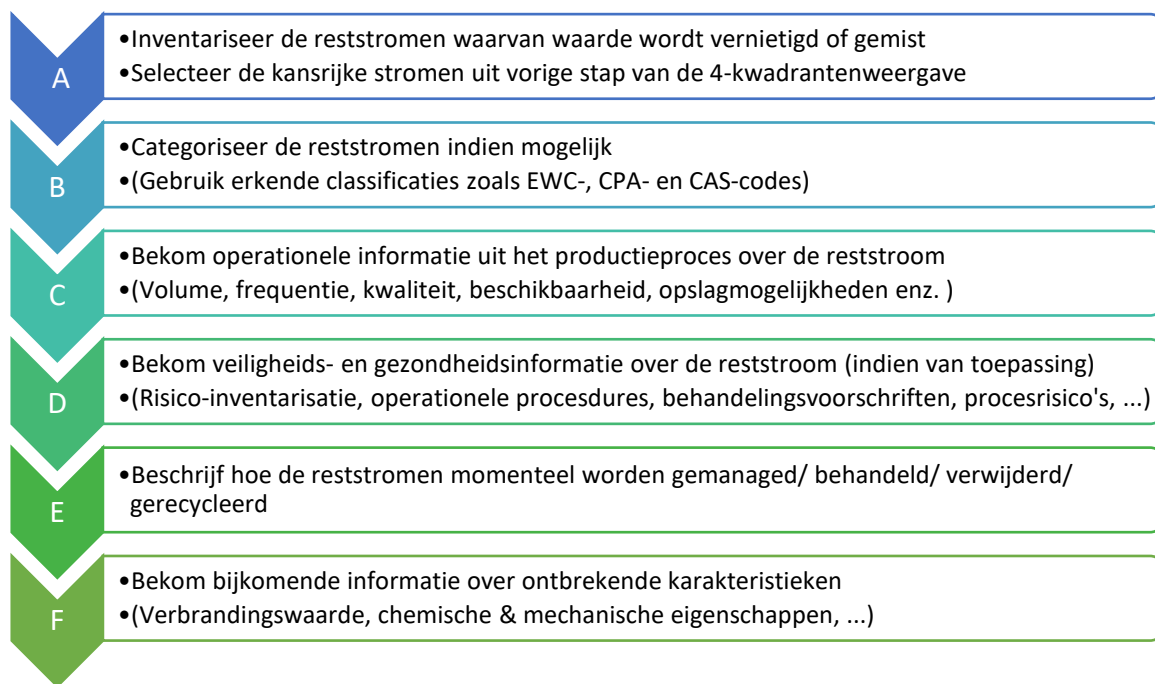 A
•Inventariseer de reststromen waarvan waarde wordt vernietigd of gemist
•Selecteer de kansrijke stromen uit vorige stap van de 4-kwadrantenweergave
B
•Categoriseer de reststromen indien mogelijk
•(Gebruik erkende classificaties zoals EWC-, CPA- en CAS-codes)
C
•Bekom operationele informatie uit het productieproces over de reststroom
•(Volume, frequentie, kwaliteit, beschikbaarheid, opslagmogelijkheden enz. )
D
•Bekom veiligheids- en gezondheidsinformatie over de reststroom (indien van toepassing)
•(Risico-inventarisatie, operationele procesdures, behandelingsvoorschriften, procesrisico's, ...)
E
•Beschrijf hoe de reststromen momenteel worden gemanaged/ behandeld/ verwijderd/
gerecycleerd
F
•Bekom bijkomende informatie over ontbrekende karakteristieken
•(Verbrandingswaarde, chemische & mechanische eigenschappen, ...)